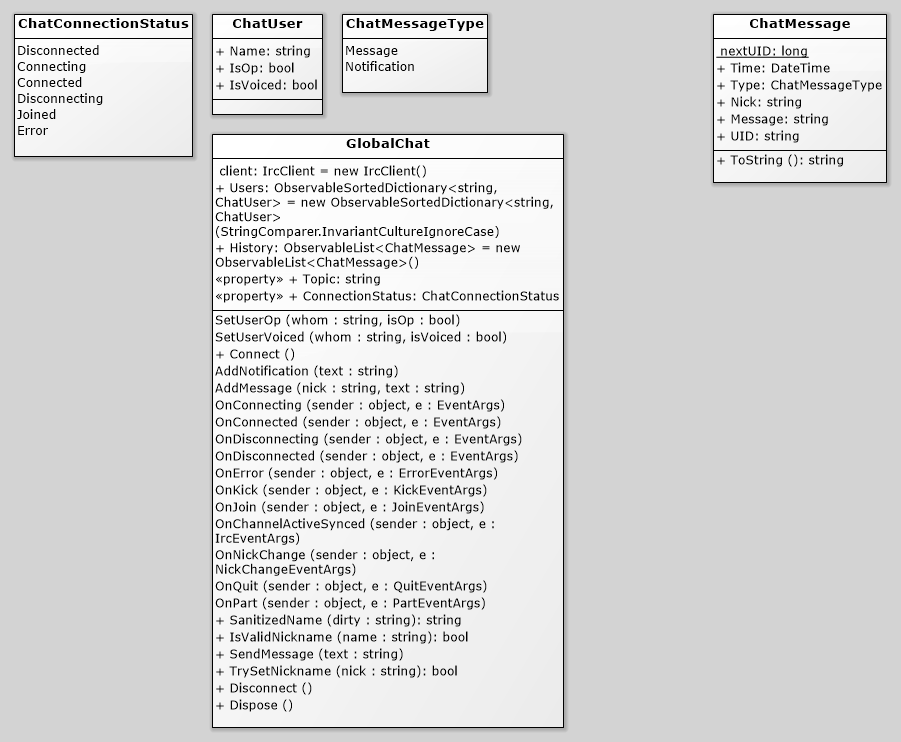 ChatConnectionStatus
Disconnected
Connecting
Connected
Disconnecting
Joined
Error
ChatUser
+ Name: string
+ IsOp: bool
+ IsVoiced: bool
ChatMessageType
Message
Notification
ChatMessage
nextUID: long
+ Time: DateTime
+ Type: ChatMessageType
+ Nick: string
+ Message: string
+ UID: string
+ ToString (): string
GlobalChat
client: IrcClient = new IrcClient()
+ Users: ObservableSortedDictionary<string,
ChatUser> = new ObservableSortedDictionary<string,
ChatUser>
(StringComparer.InvariantCultureIgnoreCase)
+ History: ObservableList<ChatMessage> = new
ObservableList<ChatMessage>()
«property» + Topic: string
«property» + ConnectionStatus: ChatConnectionStatus
SetUserOp (whom : string, isOp : bool)
SetUserVoiced (whom : string, isVoiced : bool)
+ Connect ()
AddNotification (text : string)
AddMessage (nick : string, text : string)
OnConnecting (sender : object, e : EventArgs)
OnConnected (sender : object, e : EventArgs)
OnDisconnecting (sender : object, e : EventArgs)
OnDisconnected (sender : object, e : EventArgs)
OnError (sender : object, e : ErrorEventArgs)
OnKick (sender : object, e : KickEventArgs)
OnJoin (sender : object, e : JoinEventArgs)
OnChannelActiveSynced (sender : object, e :
IrcEventArgs)
OnNickChange (sender : object, e :
NickChangeEventArgs)
OnQuit (sender : object, e : QuitEventArgs)
OnPart (sender : object, e : PartEventArgs)
+ SanitizedName (dirty : string): string
+ IsValidNickname (name : string): bool
+ SendMessage (text : string)
+ TrySetNickname (nick : string): bool
+ Disconnect ()
+ Dispose ()